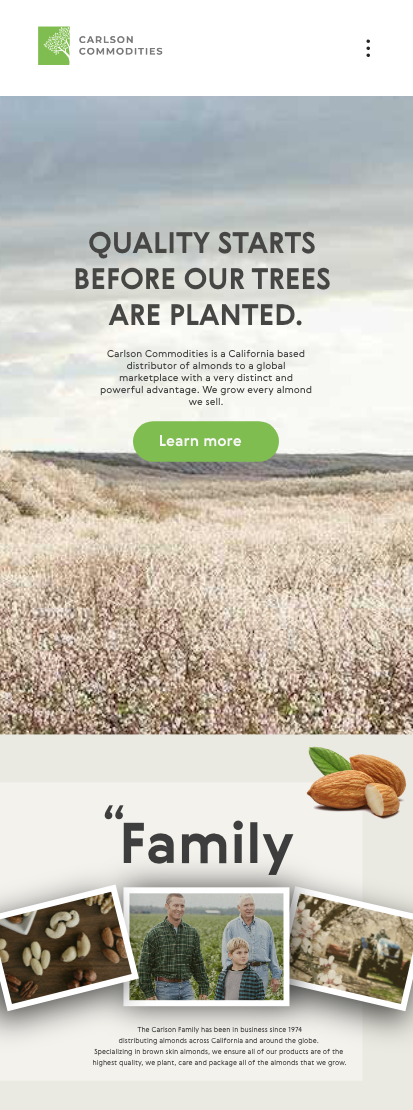 CARLSON
COMMODITIES
QUALITY STARTS
BEFORE OUR TREES
ARE PLANTED.
Carlson Commodities is a California based
distributor of almonds to a global
marketplace with a very distinct and
powerful advantage. We grow every almond
we sell.
Learn more
“Family
The Carlson Family has been in business since 1974
distributing almonds across California and around the globe.
Specializing in brown skin almonds, we ensure all of our products are of the
highest quality, we plant, care and package all of the almonds that we grow.